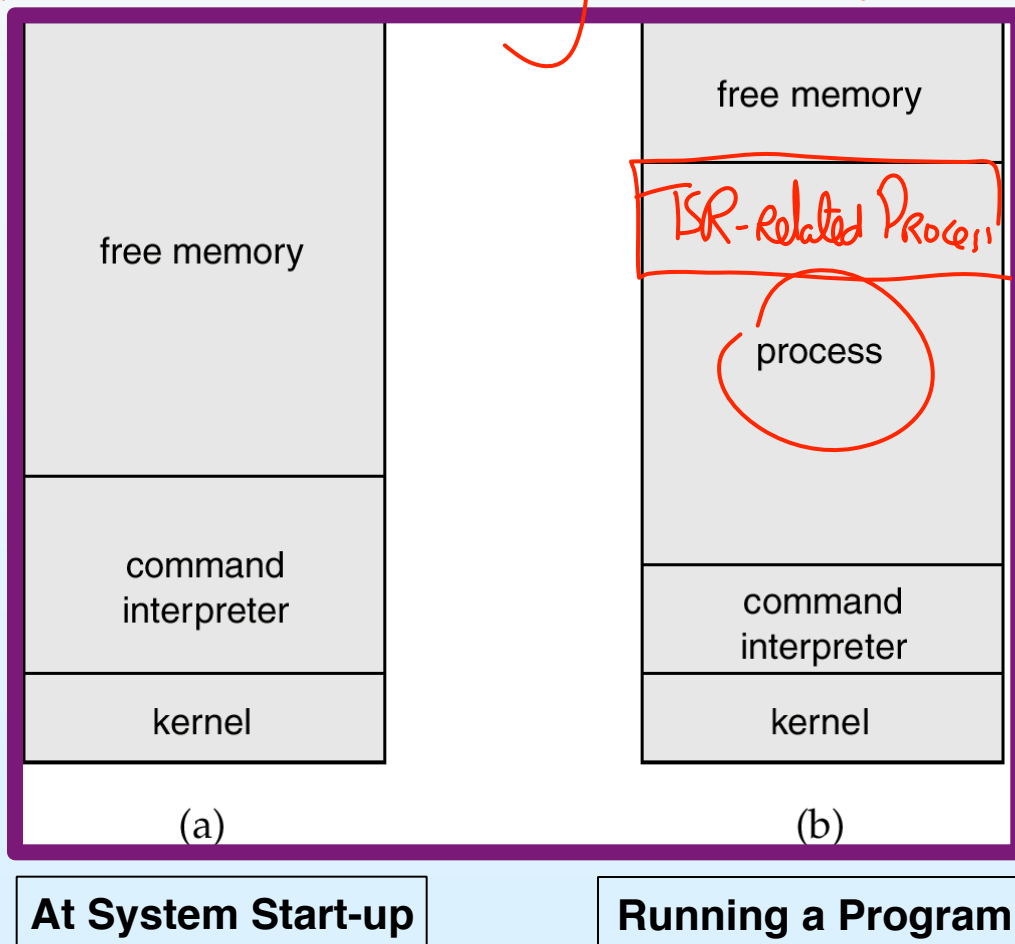 free memory
command
interpreter
kernel
(a)
At System Start-up
free memory
TSR-Related Process
process
command
interpreter
kernel
(b)
Running a Program